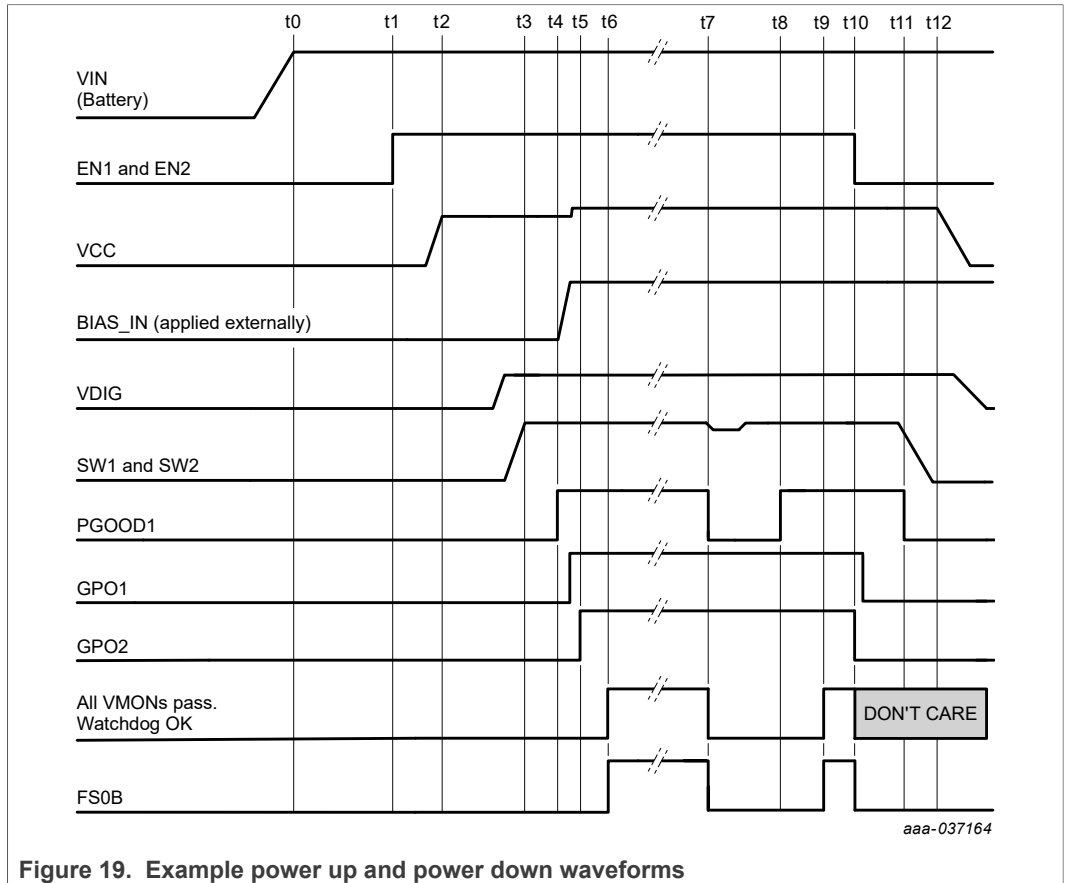 t0 t1 t2 t3 t4 t5 t6 t7 t8 t9 t10 t11 t12
VIN
(Battery)
EN1 and EN2
VCC
BIAS_IN (applied externally)
VDIG
SW1 and SW2
PGOOD1
GPO1
GPO2
All VMONs pass.
Watchdog OK
DON'T CARE
FS0B
aaa-037164
Figure 19. Example power up and power down waveforms